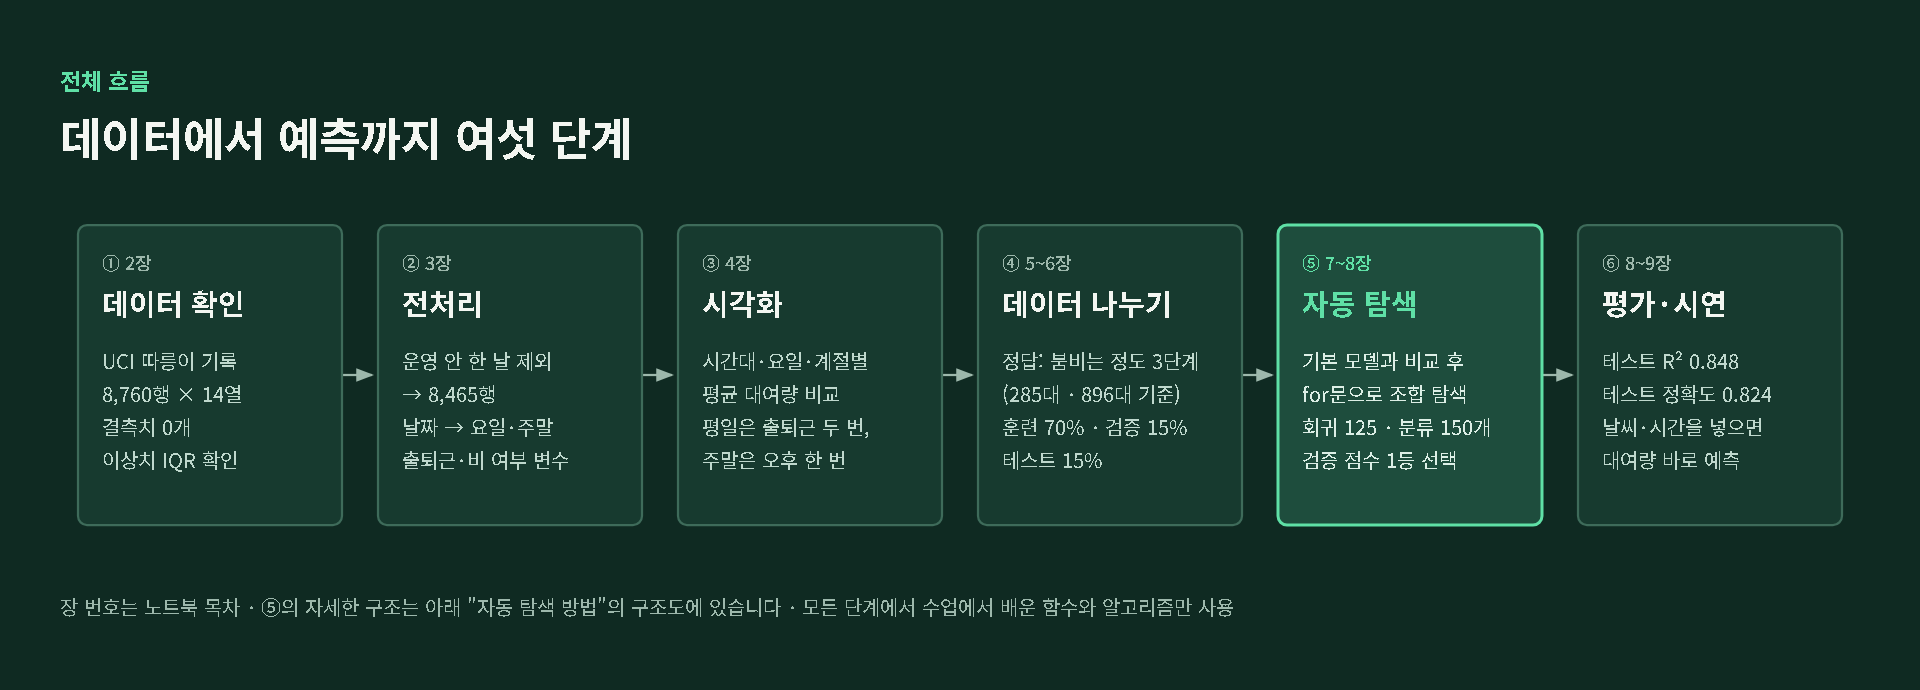 전체 흐름
데이터에서 예측까지 여섯 단계
① 2장
데이터 확인
UCI 따릉이 기록
8,760행 × 14열
결측치 0개
이상치 IQR 확인
② 3장
전처리
운영 안 한 날 제외
→ 8,465행
날짜 → 요일·주말
출퇴근·비 여부 변수
③ 4장
시각화
시간대·요일·계절별
평균 대여량 비교
평일은 출퇴근 두 번,
주말은 오후 한 번
④ 5~6장
데이터 나누기
정답: 붐비는 정도 3단계
(285대 · 896대 기준)
훈련 70% · 검증 15%
테스트 15%
⑤ 7~8장
자동 탐색
기본 모델과 비교 후
for문으로 조합 탐색
회귀 125 · 분류 150개
검증 점수 1등 선택
⑥ 8~9장
평가·시연
테스트 R² 0.848
테스트 정확도 0.824
날씨·시간을 넣으면
대여량 바로 예측
장 번호는 노트북 목차 · ⑤의 자세한 구조는 아래 "자동 탐색 방법"의 구조도에 있습니다 · 모든 단계에서 수업에서 배운 함수와 알고리즘만 사용